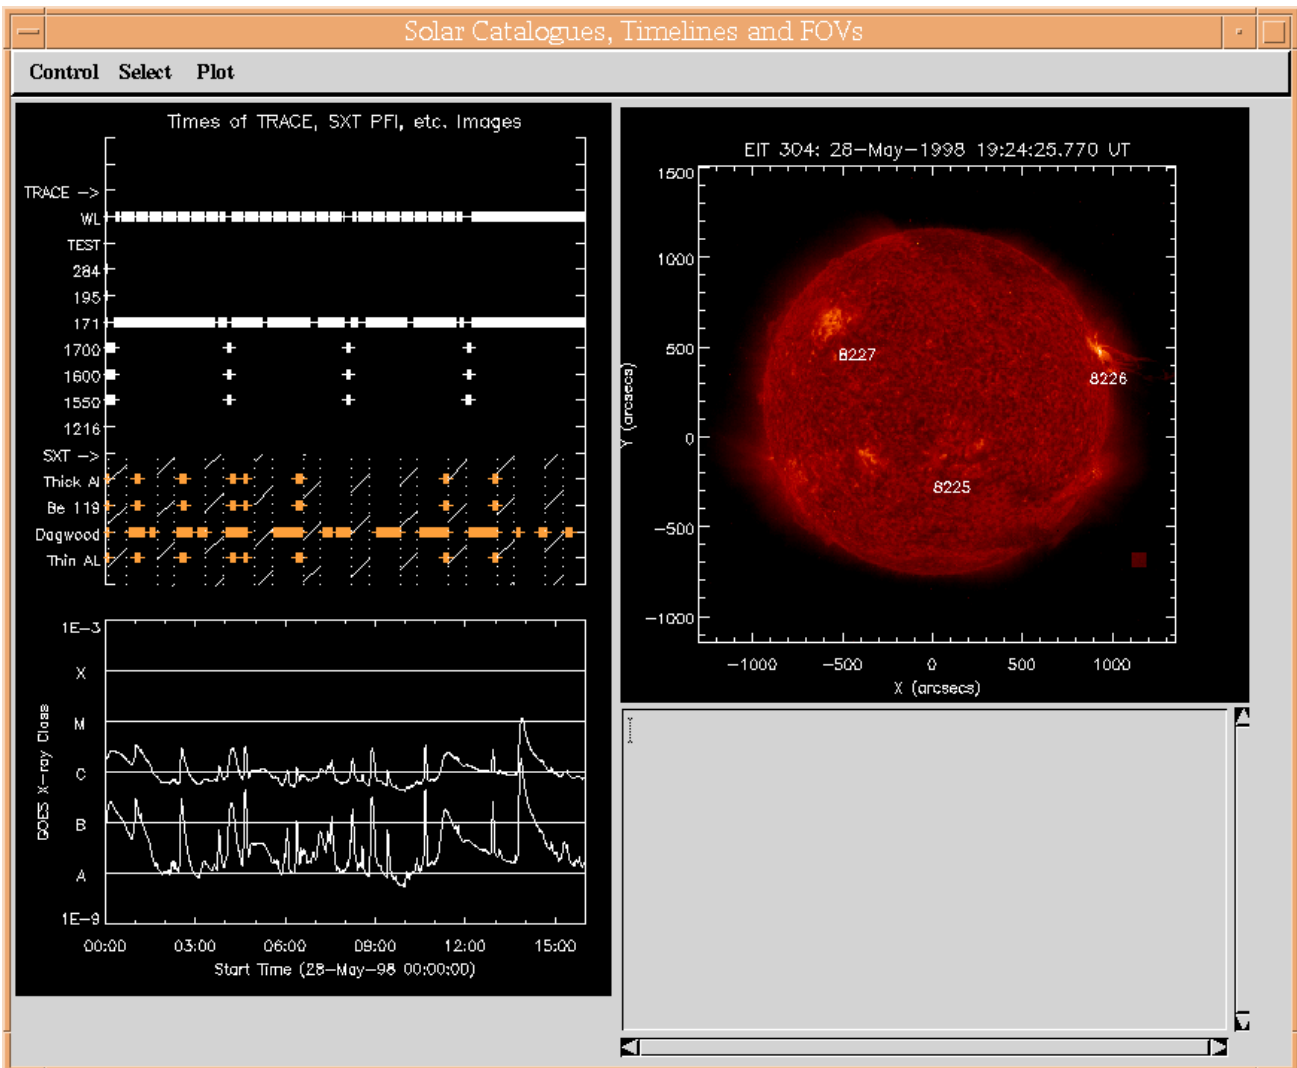 Solar Catalogues, Timelines and FOVs
Control Select Plot
Times of TRACE, SXT PFI, etc. Images
TRACE ->
WL
TEST
284
195
171
1700
1600
1550
1216
SXT ->
Thick Al
Be 119
Dagwood
Thin AL
1E-3
X
M
C
B
A
1E-9
GOES X-ray Class
00:00 03:00 06:00 09:00 12:00 15:00
Start Time (28-May-98 00:00:00)
EIT 304: 28-May-1998 19:24:25.770 UT
1500
1000
500
0
-500
-1000
Y (arcsecs)
8227
8226
8225
-1000 -500 0 500 1000
X (arcsecs)